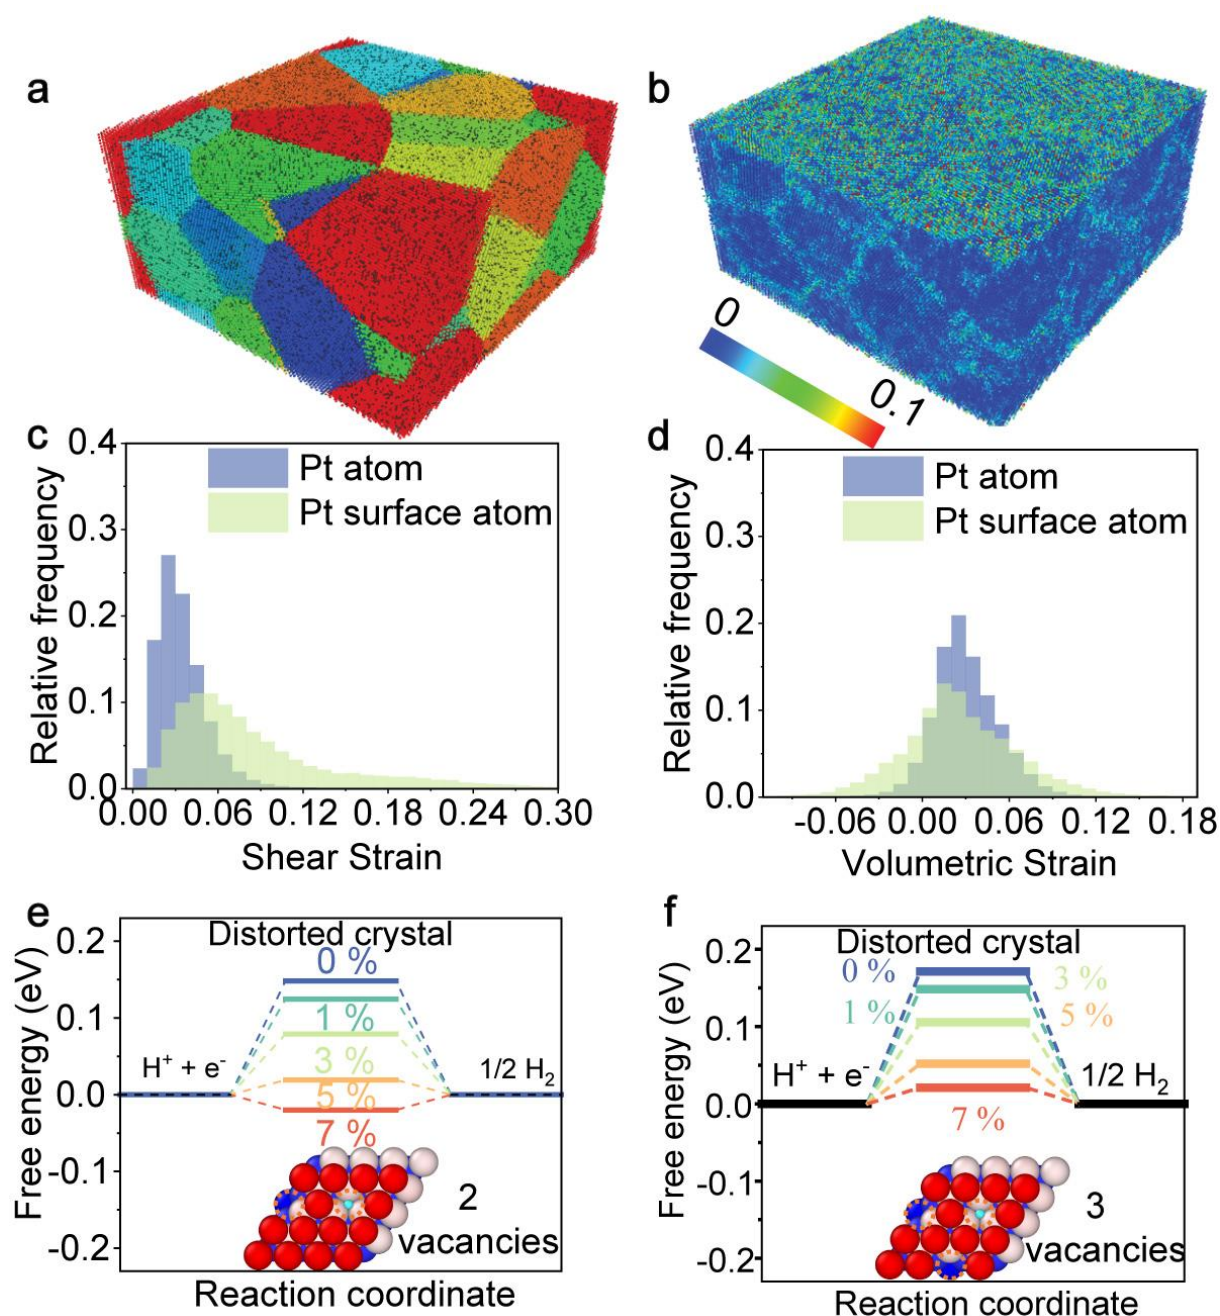 a
b
0
0.1
c
0.4
0.3
0.2
0.1
0.0
Relative frequency
Pt atom
Pt surface atom
0.00 0.06 0.12 0.18 0.24 0.30
Shear Strain
d
0.4
0.3
0.2
0.1
0.0
Relative frequency
Pt atom
Pt surface atom
-0.06 0.00 0.06 0.12 0.18
Volumetric Strain
e
Free energy (eV)
0.2
0.1
0.0
-0.1
-0.2
Distorted crystal
0 %
1 %
3 %
5 %
7 %
H⁺ + e⁻
1/2 H₂
2
vacancies
Reaction coordinate
f
Free energy (eV)
0.2
0.1
0.0
-0.1
-0.2
Distorted crystal
0 %
3 %
1 %
5 %
H⁺ + e⁻
1/2 H₂
7 %
3
vacancies
Reaction coordinate